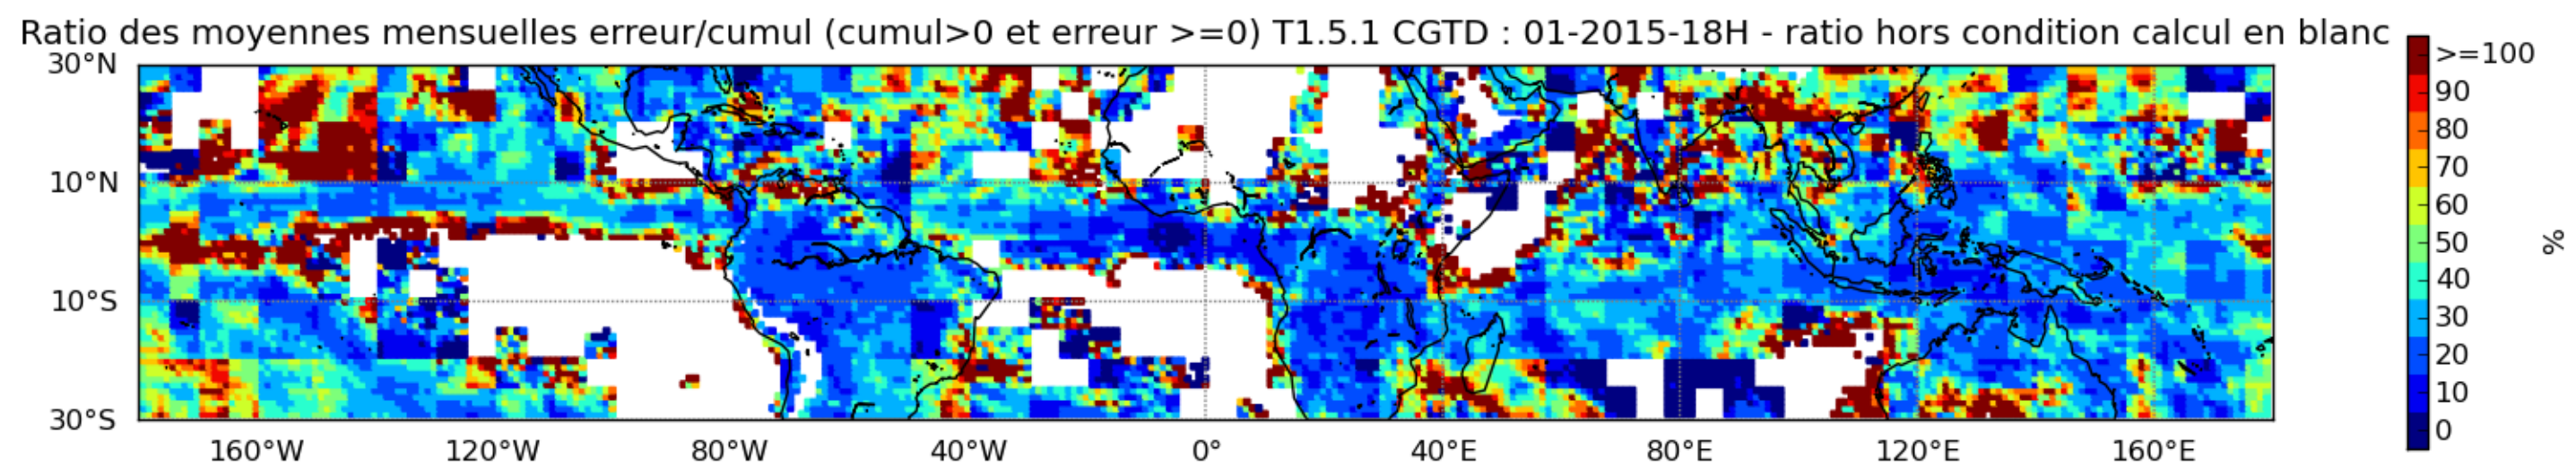 Ratio des moyennes mensuelles erreur/cumul (cumul>0 et erreur >=0) T1.5.1 CGTD : 01-2015-18H - ratio hors condition calcul en blanc
30°N
10°N
10°S
30°S
160°W 120°W 80°W 40°W 0° 40°E 80°E 120°E 160°E
>=100
90
80
70
60
50
40
30
20
10
0
%